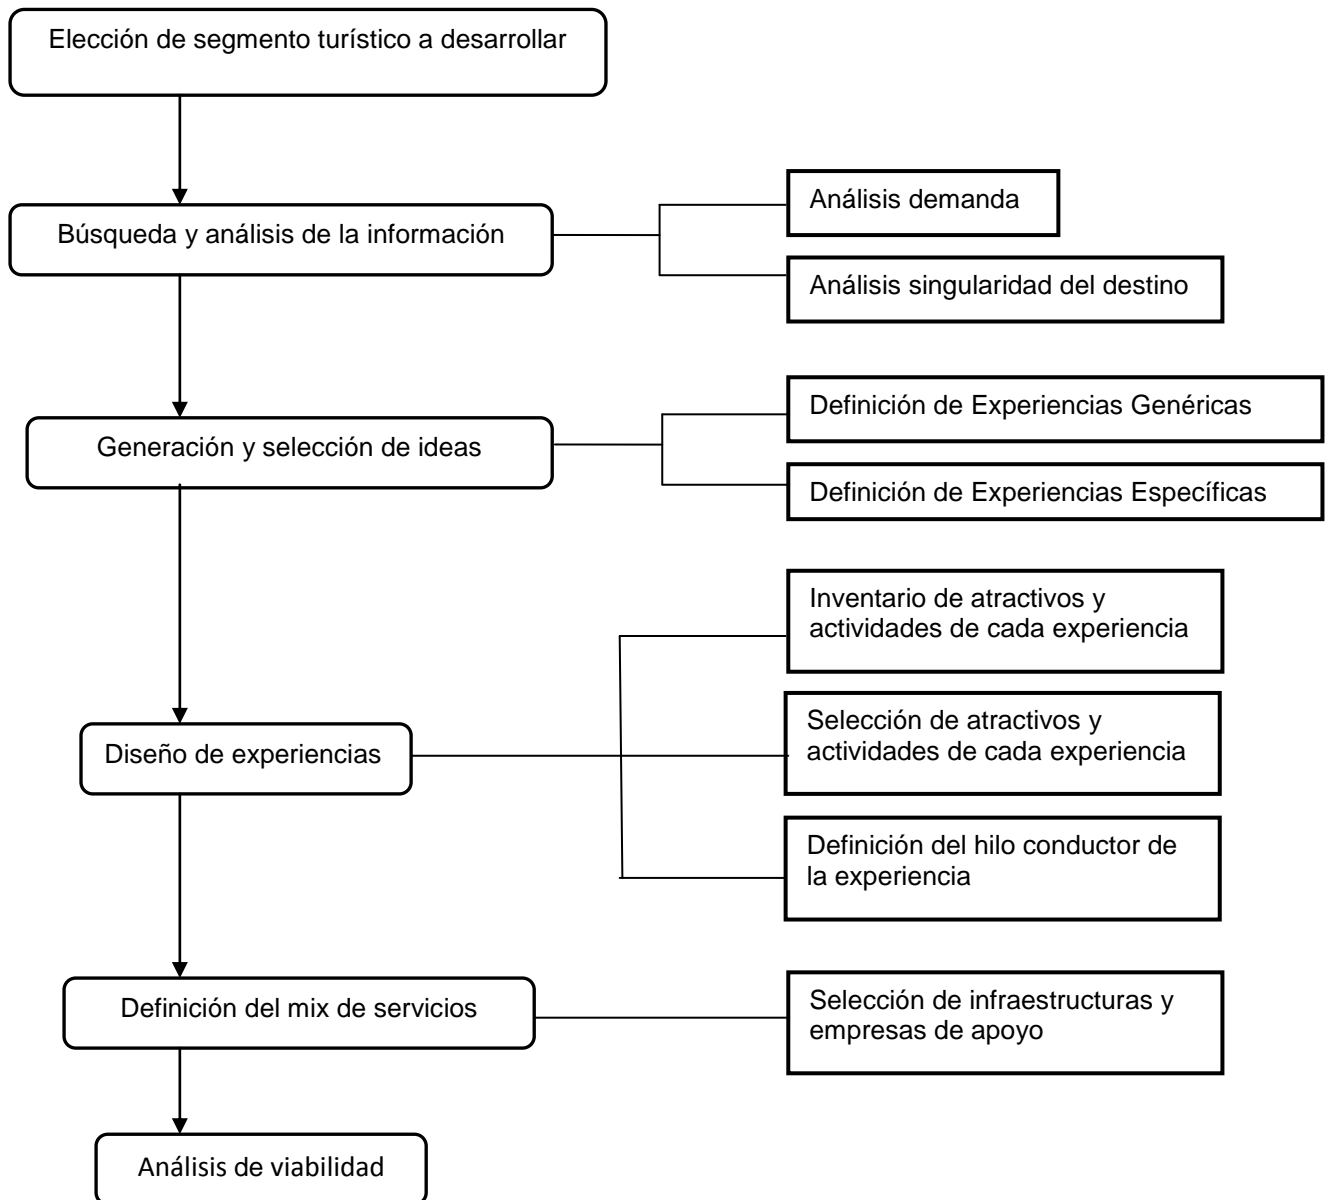 Elección de segmento turístico a desarrollar
Búsqueda y análisis de la información
Análisis demanda
Análisis singularidad del destino
Generación y selección de ideas
Definición de Experiencias Genéricas
Definición de Experiencias Específicas
Diseño de experiencias
Inventario de atractivos y
actividades de cada experiencia
Selección de atractivos y
actividades de cada experiencia
Definición del hilo conductor de
la experiencia
Definición del mix de servicios
Selección de infraestructuras y
empresas de apoyo
Análisis de viabilidad